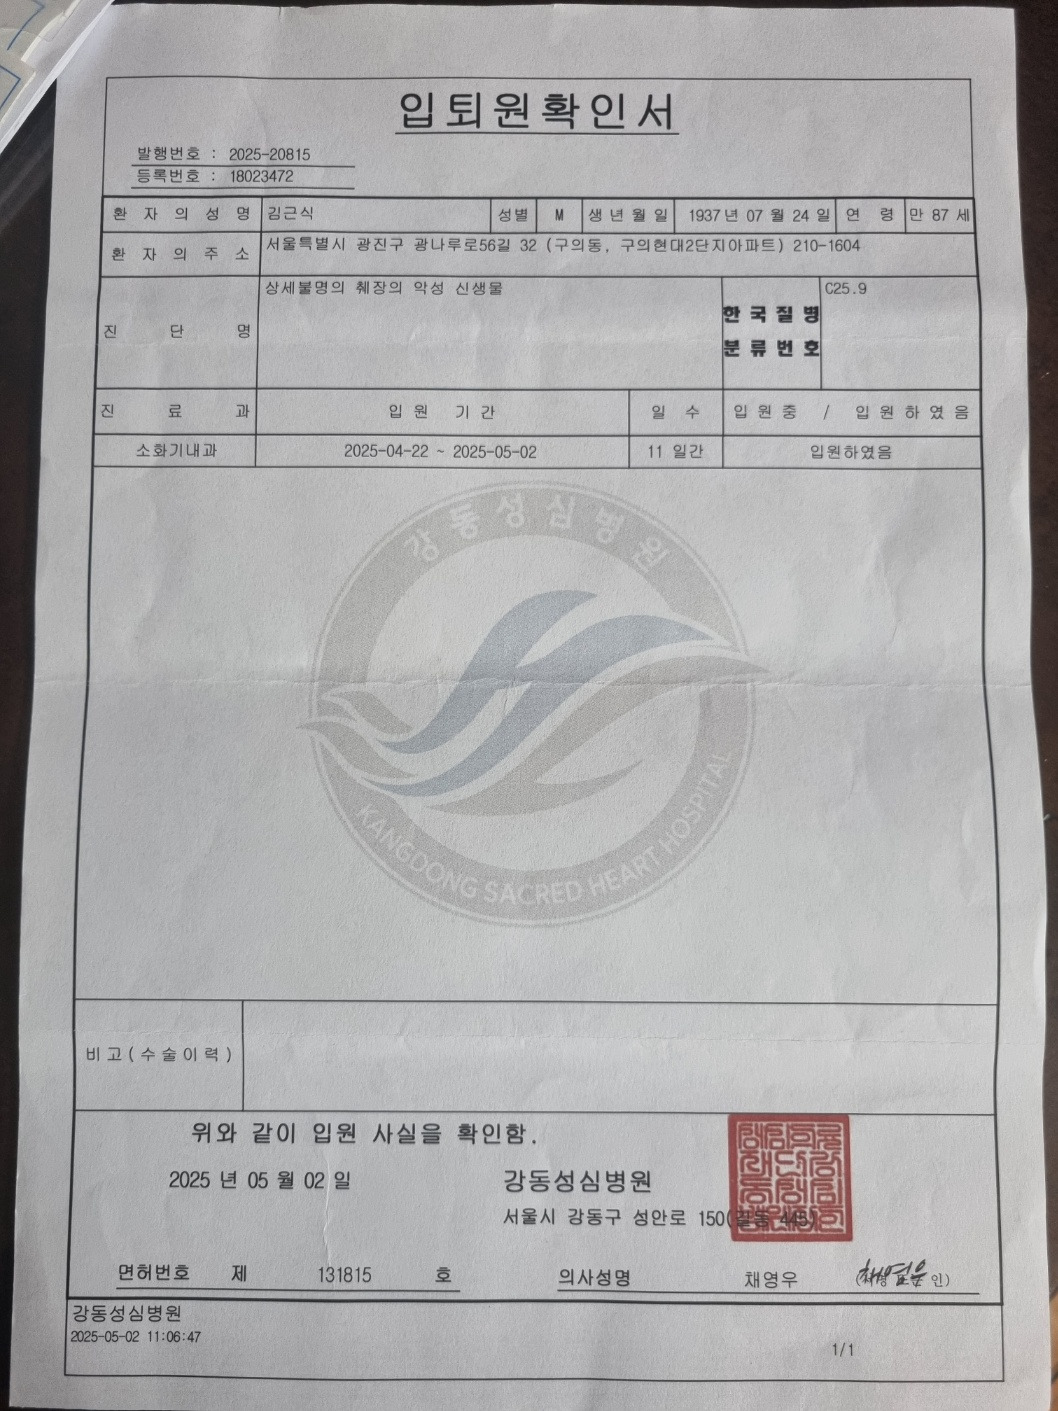 입퇴원확인서
발행번호 : 2025-20815
등록번호 : 18023472
환 자 의 성 명 김근식 성별 M 생 년 월 일 1937 년 07 월 24 일 연 령 만 87 세
환 자 의 주 소 서울특별시 광진구 광나루로56길 32 (구의동, 구의현대2단지아파트) 210-1604
진 단 명 상세불명의 췌장의 악성 신생물 한 국 질 병 분 류 번 호 C25.9
진 료 과 입 원 기 간 일 수 입 원 중 / 입 원 하 였 음
소화기내과 2025-04-22 ~ 2025-05-02 11 일간 입원하였음
강동성심병원
KANGDONG SACRED HEART HOSPITAL
비 고 ( 수 술 이 력 )
위와 같이 입원 사실을 확인함.
2025 년 05 월 02 일 강동성심병원
서울시 강동구 성안로 150(길동 445)
면허번호 제 131815 호 의사성명 채영우 인)
강동성심병원
2025-05-02 11:06:47
1/1